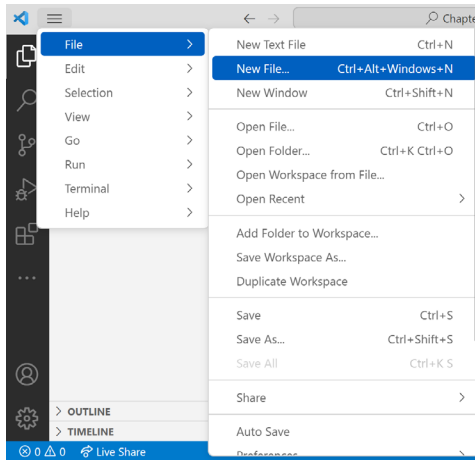 Chapte
File
Edit
Selection
View
Go
Run
Terminal
Help
New Text File Ctrl+N
New File... Ctrl+Alt+Windows+N
New Window Ctrl+Shift+N
Open File... Ctrl+O
Open Folder... Ctrl+K Ctrl+O
Open Workspace from File...
Open Recent
Add Folder to Workspace...
Save Workspace As...
Duplicate Workspace
Save Ctrl+S
Save As... Ctrl+Shift+S
Save All Ctrl+K S
Share
Auto Save
Preferences
OUTLINE
TIMELINE
0 0 Live Share